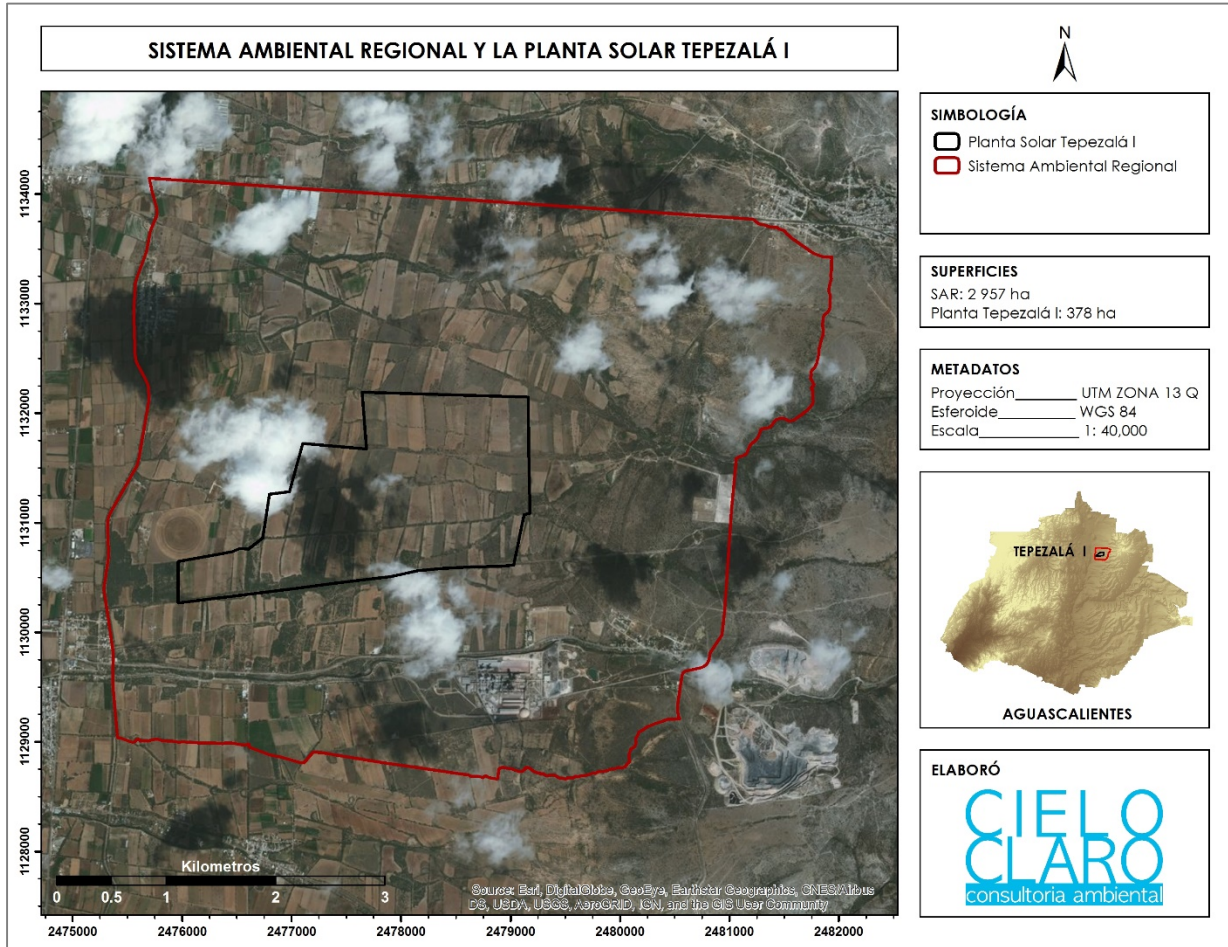 SISTEMA AMBIENTAL REGIONAL Y LA PLANTA SOLAR TEPEZALÁ I
N
SIMBOLOGÍA
Planta Solar Tepezalá I
Sistema Ambiental Regional
SUPERFICIES
SAR: 2 957 ha
Planta Tepezalá I: 378 ha
METADATOS
Proyección_______ UTM ZONA 13 Q
Esferoide________ WGS 84
Escala___________ 1: 40,000
TEPEZALÁ I
AGUASCALIENTES
ELABORÓ
CIELO
CLARO
consultoria ambiental
1134000
1133000
1132000
1131000
1130000
1129000
1128000
Kilometros
0 0.5 1 2 3
Source: Esri, DigitalGlobe, GeoEye, Earthstar Geographics, CNES/Airbus
DS, USDA, USGS, AeroGRID, IGN, and the GIS User Community
2475000 2476000 2477000 2478000 2479000 2480000 2481000 2482000